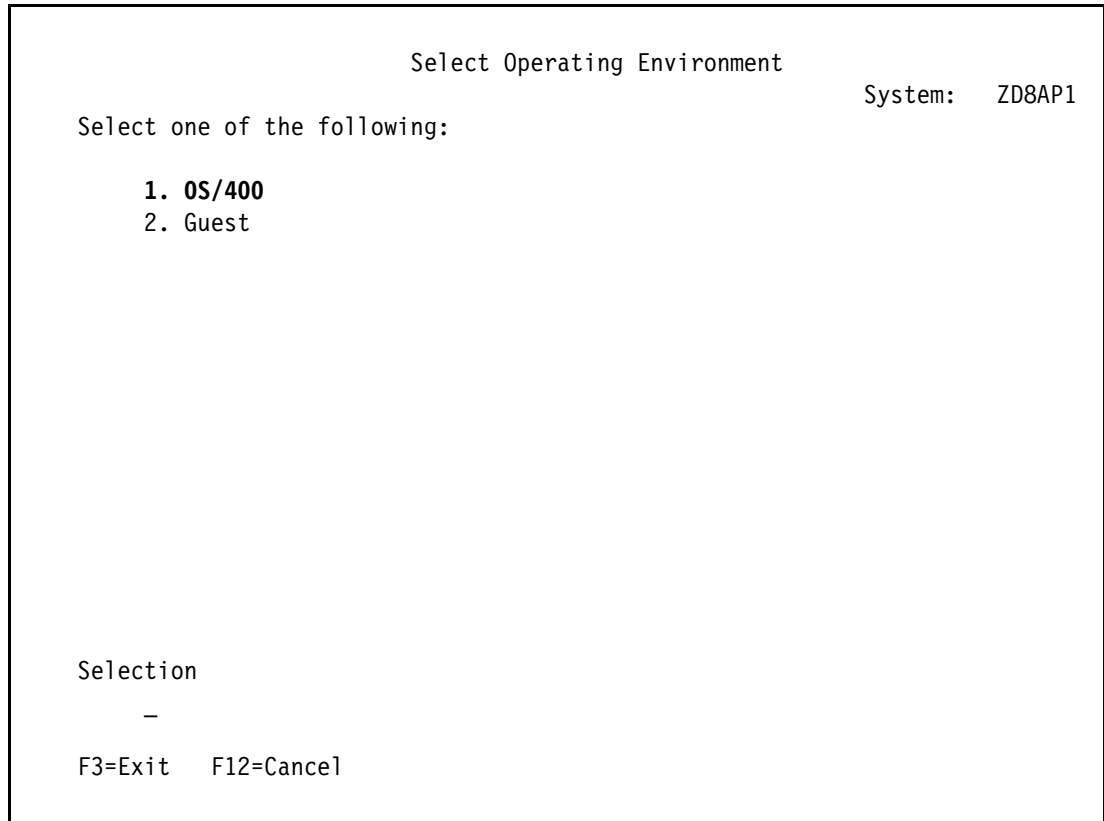 Select Operating Environment
System: ZD8AP1
Select one of the following:
1. OS/400
2. Guest
Selection
_
F3=Exit F12=Cancel